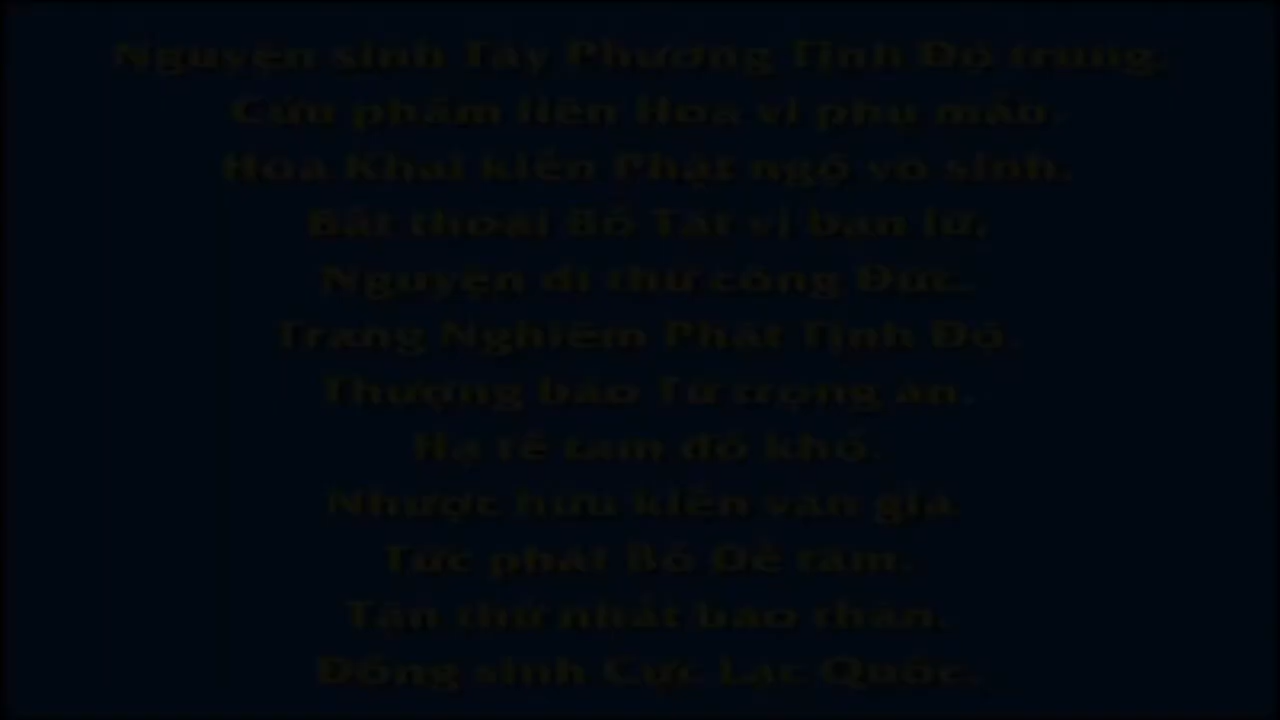 Nguyện sinh Tây Phương Tịnh Độ trung,
Cửu phẩm liên Hoa vi phụ mẫu.
Hoa Khai kiến Phật ngộ vô sinh,
Bất thoái Bồ Tát vi bạn lữ,
Nguyện dĩ thử công Đức,
Trang Nghiêm Phật Tịnh Độ.
Thượng báo Tứ trọng ân,
Hạ tế tam đồ khổ.
Nhược hữu kiến văn giả
Tức phát Bồ Đề tâm.
Tận thử nhất báo thân,
Đồng sinh Cực Lạc Quốc.